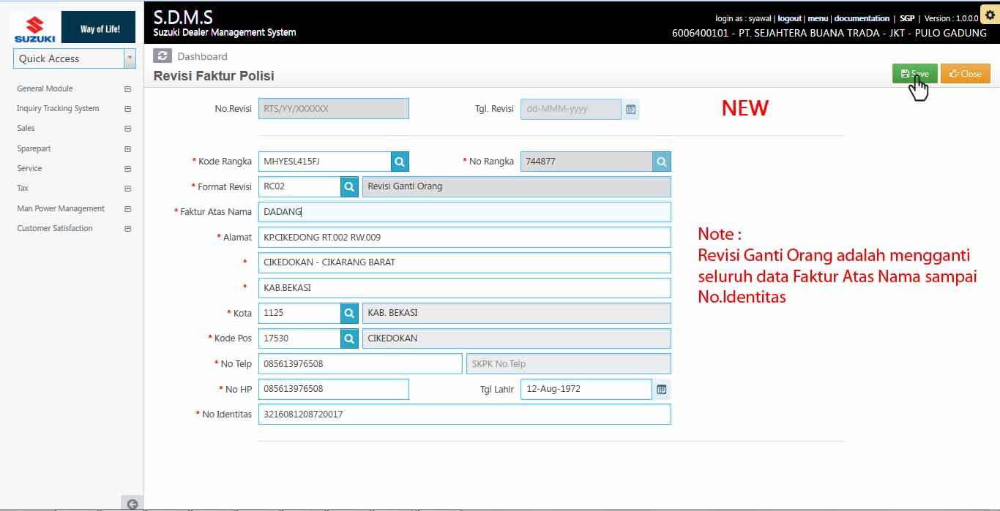 SUZUKI
Way of Life!
S.D.M.S
Suzuki Dealer Management System
login as : syawal | logout | menu | documentation | SGP | Version : 1.0.0.0
6006400101 - PT. SEJAHTERA BUANA TRADA - JKT - PULO GADUNG
Quick Access
General Module
Inquiry Tracking System
Sales
Sparepart
Service
Tax
Man Power Management
Customer Satisfaction
Dashboard
Revisi Faktur Polisi
Save
Close
No.Revisi RTS/YY/XXXXXX Tgl. Revisi dd-MMM-yyyy
NEW
* Kode Rangka MHYESL415FJ * No Rangka 744877
* Format Revisi RC02 Revisi Ganti Orang
* Faktur Atas Nama DADANG
* Alamat KP.CIKEDONG RT.002 RW.009
* CIKEDOKAN - CIKARANG BARAT
* KAB.BEKASI
* Kota 1125 KAB. BEKASI
* Kode Pos 17530 CIKEDOKAN
* No Telp 085613976508 SKPK No.Telp
* No HP 085613976508 Tgl Lahir 12-Aug-1972
* No Identitas 3216081208720017
Note :
Revisi Ganti Orang adalah mengganti
seluruh data Faktur Atas Nama sampai
No.Identitas